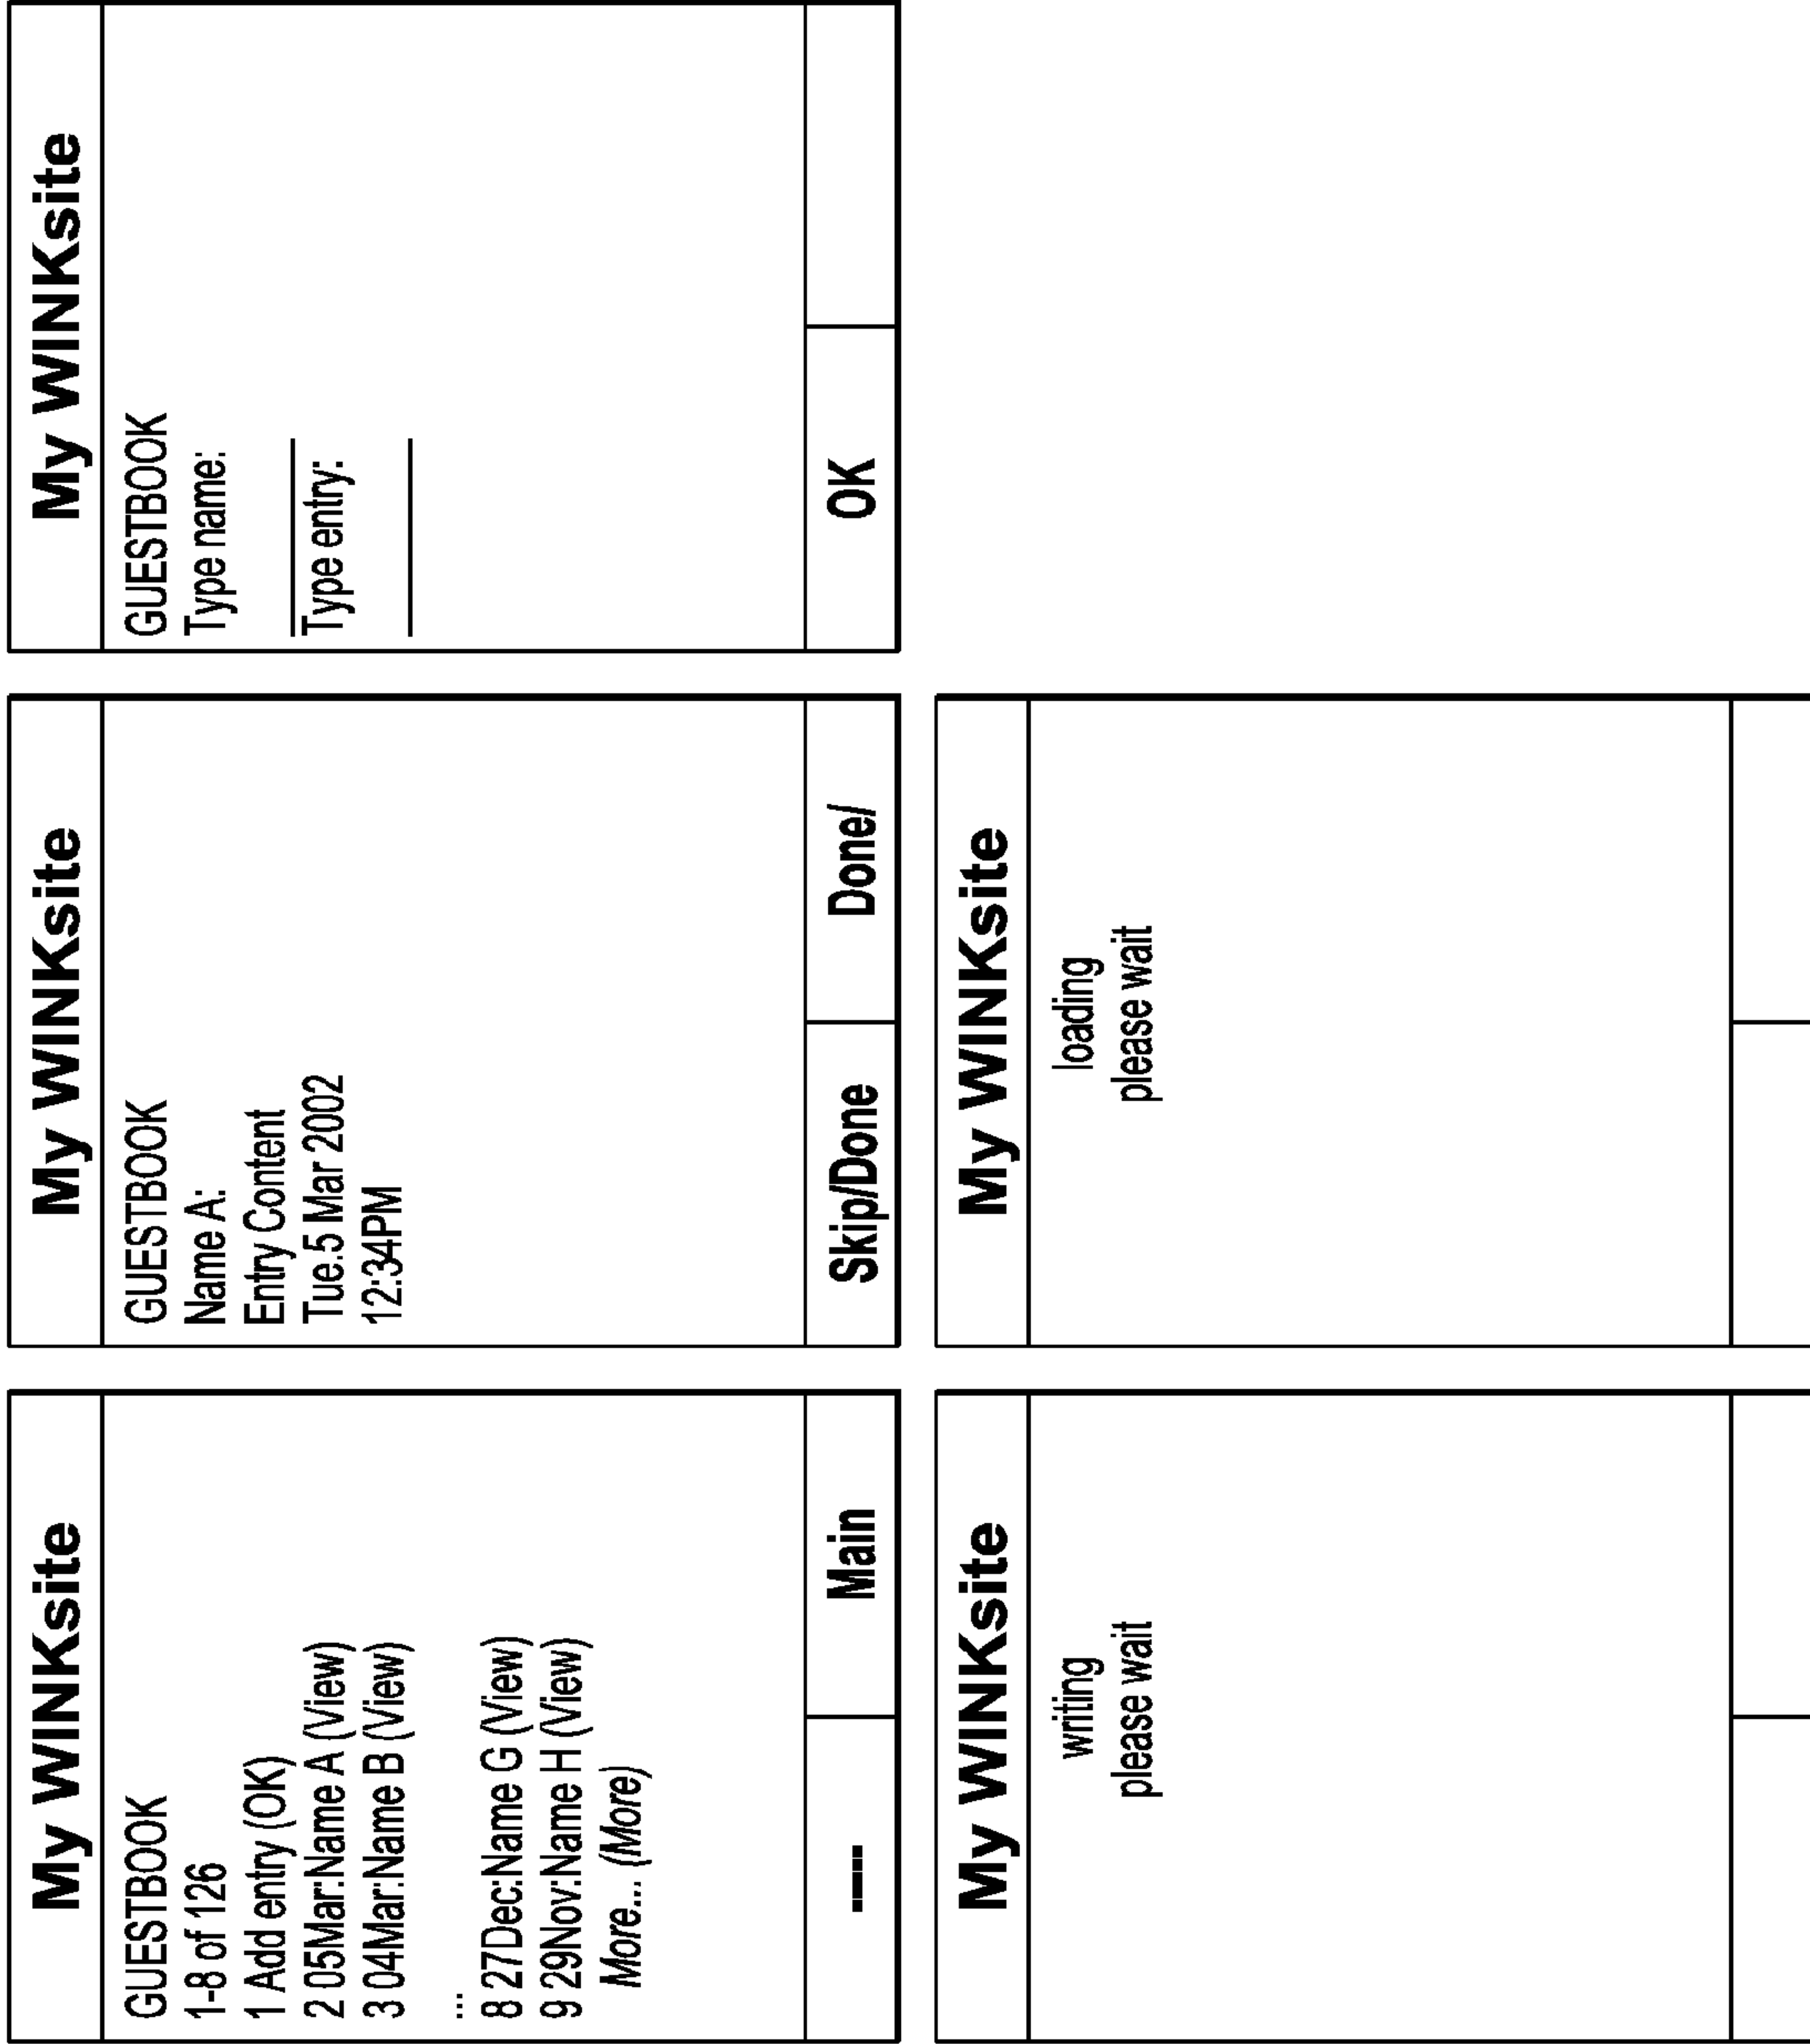 My WINKsite
GUESTBOOK
1-8 of 126
1 Add entry (OK)
2 05Mar:Name A (View)
3 04Mar:Name B (View)
...
8 27Dec:Name G (View)
9 29Nov:Name H (View)
More... (More)
---- Main
My WINKsite
GUESTBOOK
Name A:
Entry Content
Tue.5 Mar 2002
12:34PM
Skip/Done Done/
My WINKsite
GUESTBOOK
Type name:
Type entry:
OK
My WINKsite
writing
please wait
My WINKsite
loading
please wait